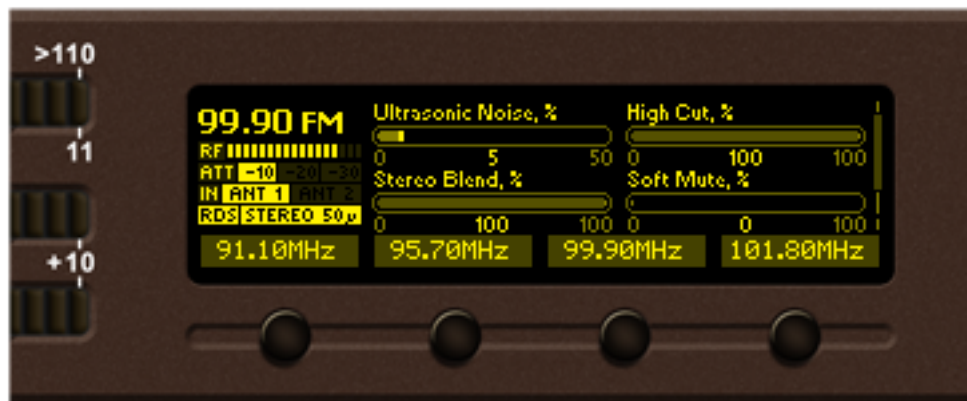 >110
11
+10
99.90 FM
RF
ATT -10 -20 -30
IN ANT 1 ANT 2
RDS STEREO 50μ
Ultrasonic Noise, %
0 5 50
High Cut, %
0 100 100
Stereo Blend, %
0 100 100
Soft Mute, %
0 0 100
91.10MHz 95.70MHz 99.90MHz 101.80MHz